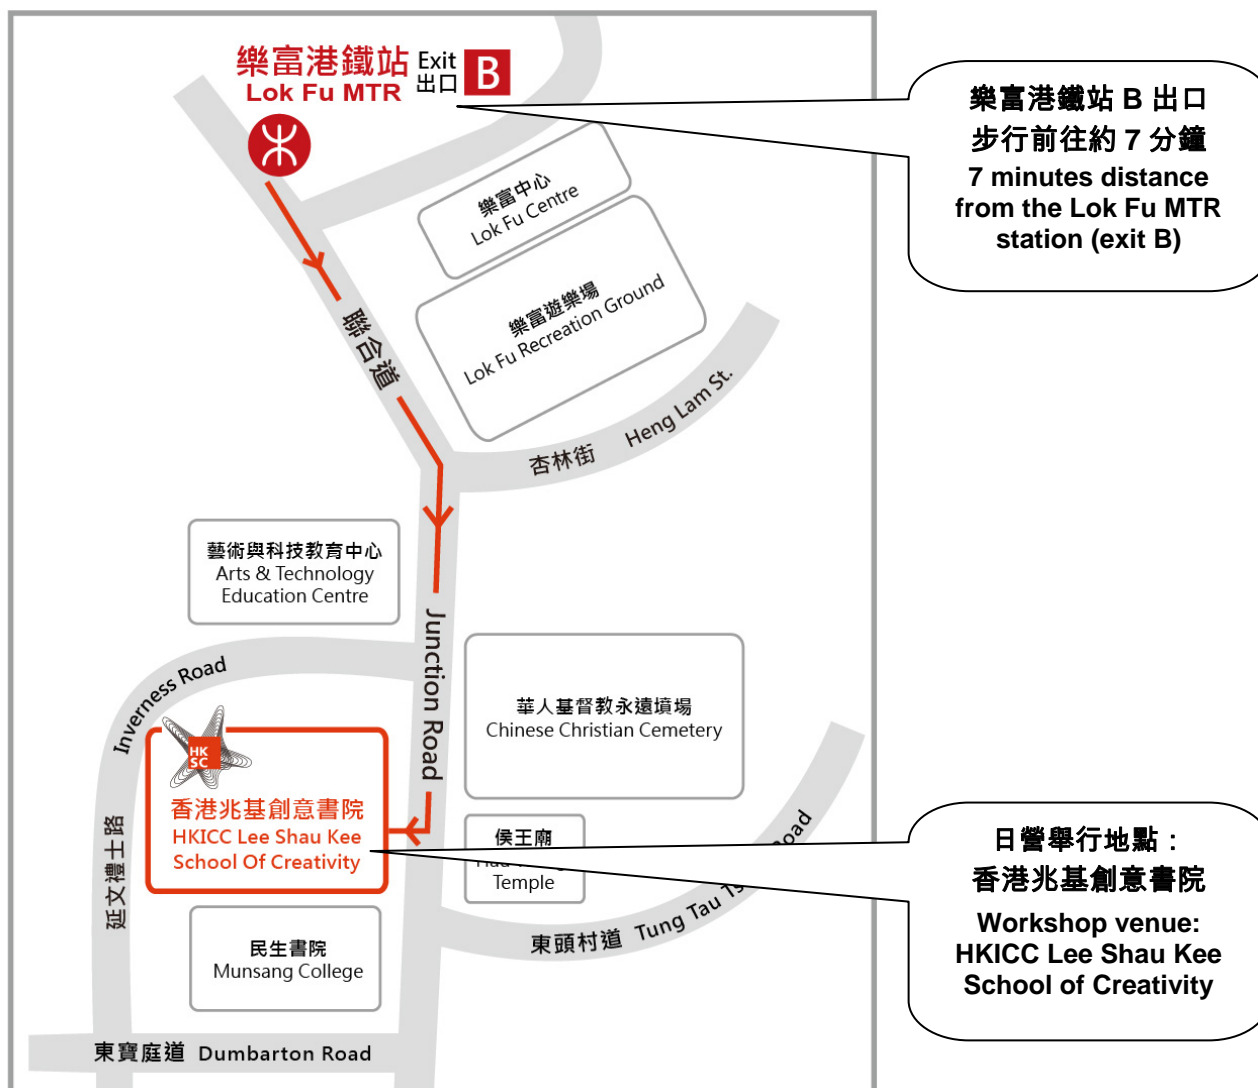 樂富港鐵站
Lok Fu MTR
Exit
出口
B
樂富港鐵站 B 出口
步行前往約 7 分鐘
7 minutes distance
from the Lok Fu MTR
station (exit B)
樂富中心
Lok Fu Centre
樂富遊樂場
Lok Fu Recreation Ground
聯合道
杏林街 Heng Lam St.
藝術與科技教育中心
Arts & Technology
Education Centre
Junction Road
Inverness Road
華人基督教永遠墳場
Chinese Christian Cemetery
HK
SC
香港兆基創意書院
HKICC Lee Shau Kee
School Of Creativity
侯王廟
Temple
延文禮士路
東頭村道 Tung Tau Road
民生書院
Munsang College
東寶庭道 Dumbarton Road
日營舉行地點：
香港兆基創意書院
Workshop venue:
HKICC Lee Shau Kee
School of Creativity